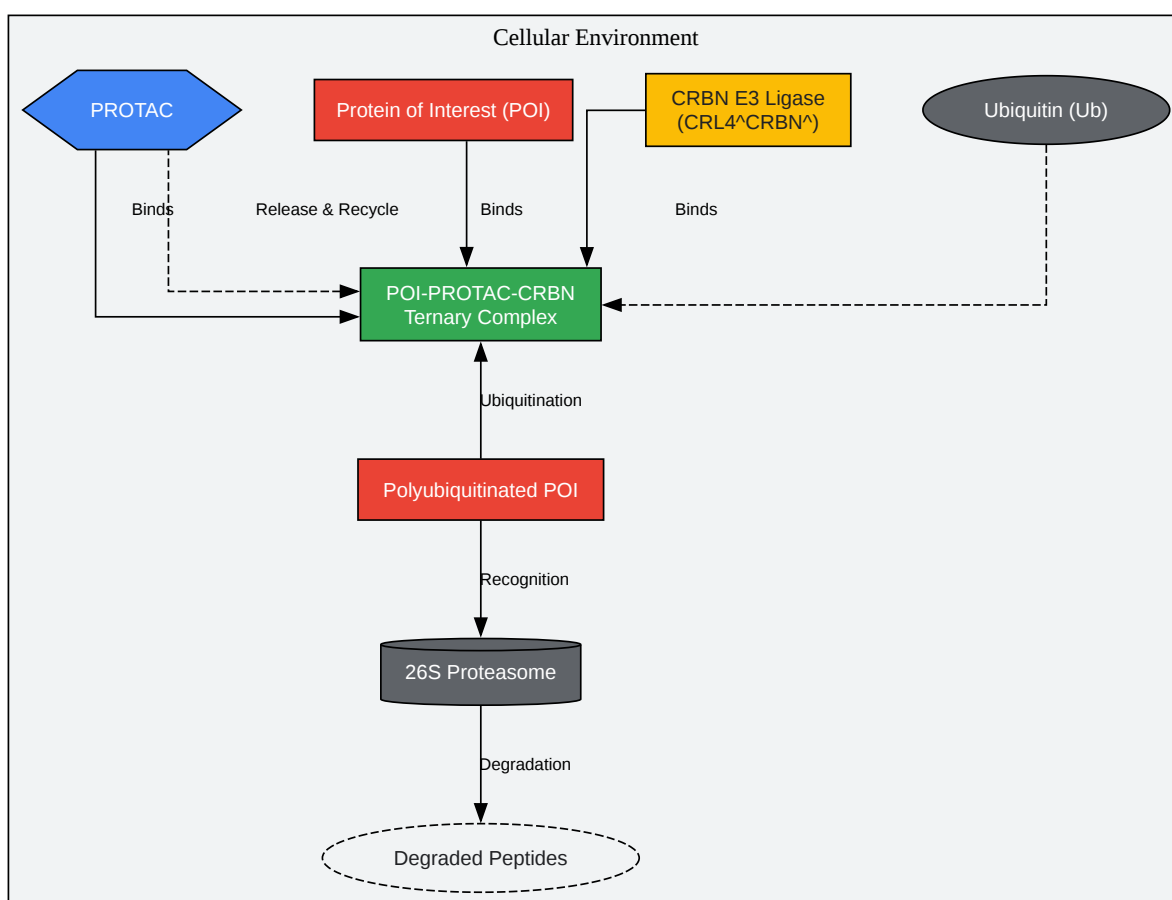 Cellular Environment
PROTAC
Protein of Interest (POI)
CRBN E3 Ligase
(CRL4^CRBN^)
Ubiquitin (Ub)
Binds
Release & Recycle
Binds
Binds
POI-PROTAC-CRBN
Ternary Complex
Ubiquitination
Polyubiquitinated POI
Recognition
26S Proteasome
Degradation
Degraded Peptides